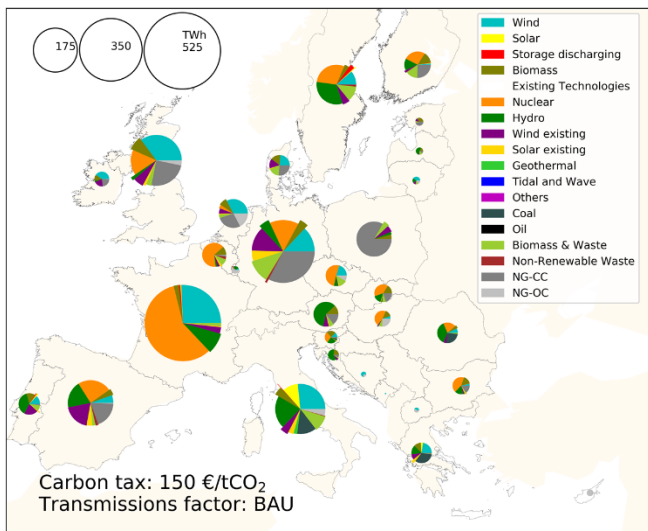 175
350
TWh
525
Wind
Solar
Storage discharging
Biomass
Existing Technologies
Nuclear
Hydro
Wind existing
Solar existing
Geothermal
Tidal and Wave
Others
Coal
Oil
Biomass & Waste
Non-Renewable Waste
NG-CC
NG-OC
Carbon tax: 150 €/tCO₂
Transmissions factor: BAU